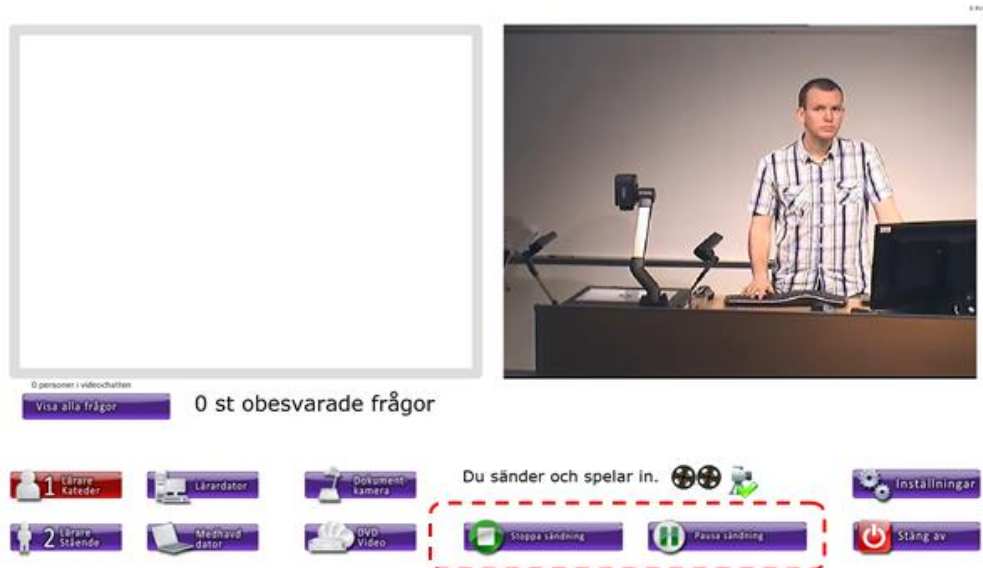 0 personer i videochatten
Visa alla frågor
0 st obesvarade frågor
1 Lärare Kateder
Lärardator
Dokument kamera
Du sänder och spelar in.
Inställningar
2 Lärare Stående
Medhavd dator
DVD Video
Stoppa sändning
Pausa sändning
Stäng av